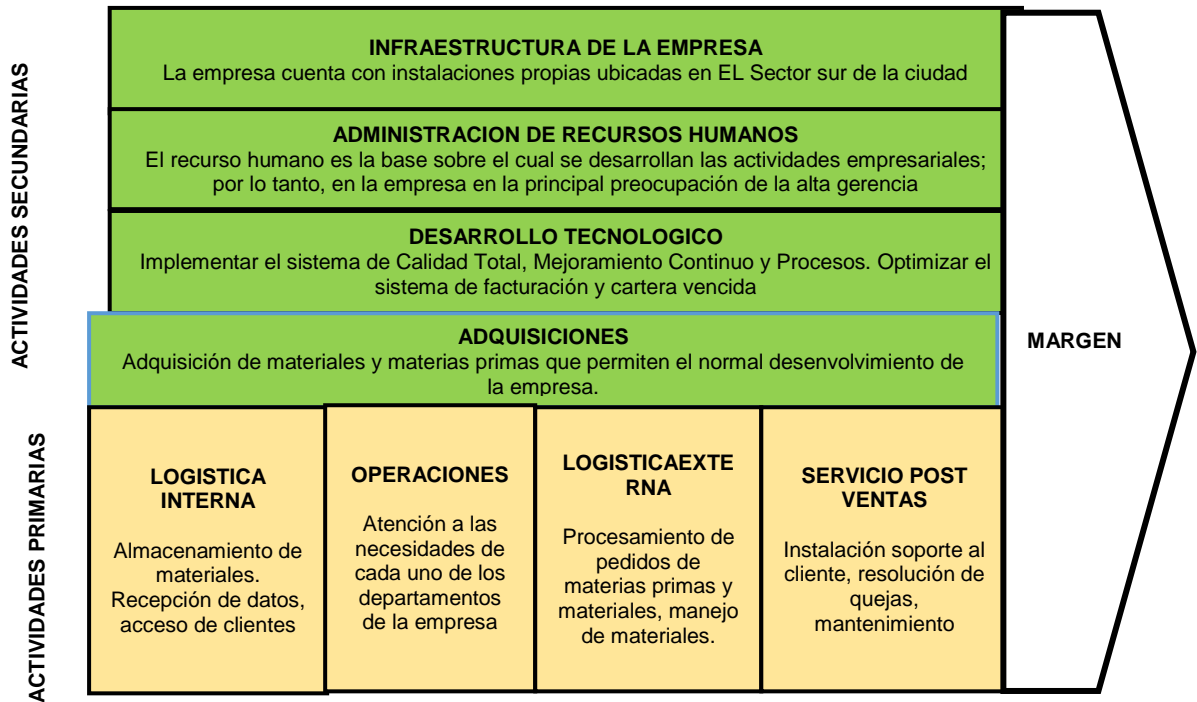 ACTIVIDADES SECUNDARIAS
INFRAESTRUCTURA DE LA EMPRESA
La empresa cuenta con instalaciones propias ubicadas en EL Sector sur de la ciudad
ADMINISTRACION DE RECURSOS HUMANOS
El recurso humano es la base sobre el cual se desarrollan las actividades empresariales;
por lo tanto, en la empresa en la principal preocupación de la alta gerencia
DESARROLLO TECNOLOGICO
Implementar el sistema de Calidad Total, Mejoramiento Continuo y Procesos. Optimizar el
sistema de facturación y cartera vencida
ADQUISICIONES
Adquisición de materiales y materias primas que permiten el normal desenvolvimiento de
la empresa.
MARGEN
ACTIVIDADES PRIMARIAS
LOGISTICA
INTERNA
Almacenamiento de
materiales.
Recepción de datos,
acceso de clientes
OPERACIONES
Atención a las
necesidades de
cada uno de los
departamentos
de la empresa
LOGISTICAEXTE
RNA
Procesamiento de
pedidos de
materias primas y
materiales, manejo
de materiales.
SERVICIO POST
VENTAS
Instalación soporte al
cliente, resolución de
quejas,
mantenimiento